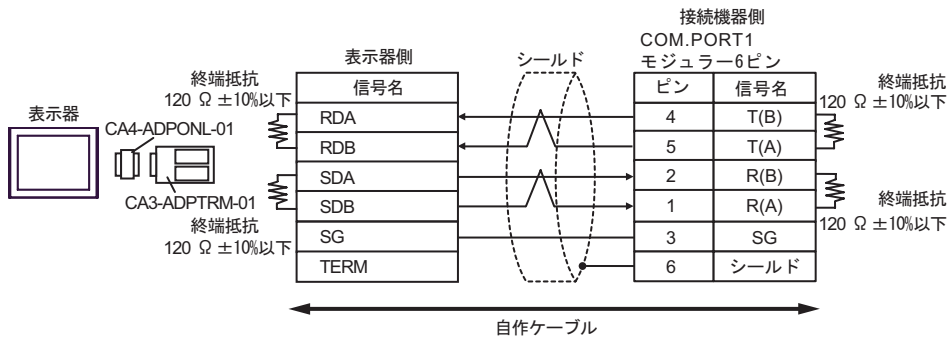 接続機器側
COM.PORT1
モジュラー6ピン
表示器側
シールド
終端抵抗
120 Ω ±10%以下
信号名
ピン 信号名
終端抵抗
120 Ω ±10%以下
表示器
CA4-ADPONL-01
RDA 4 T(B)
RDB 5 T(A)
SDA 2 R(B)
CA3-ADPTRM-01
SDB 1 R(A)
終端抵抗
120 Ω ±10%以下
終端抵抗
120 Ω ±10%以下
SG 3 SG
TERM 6 シールド
自作ケーブル